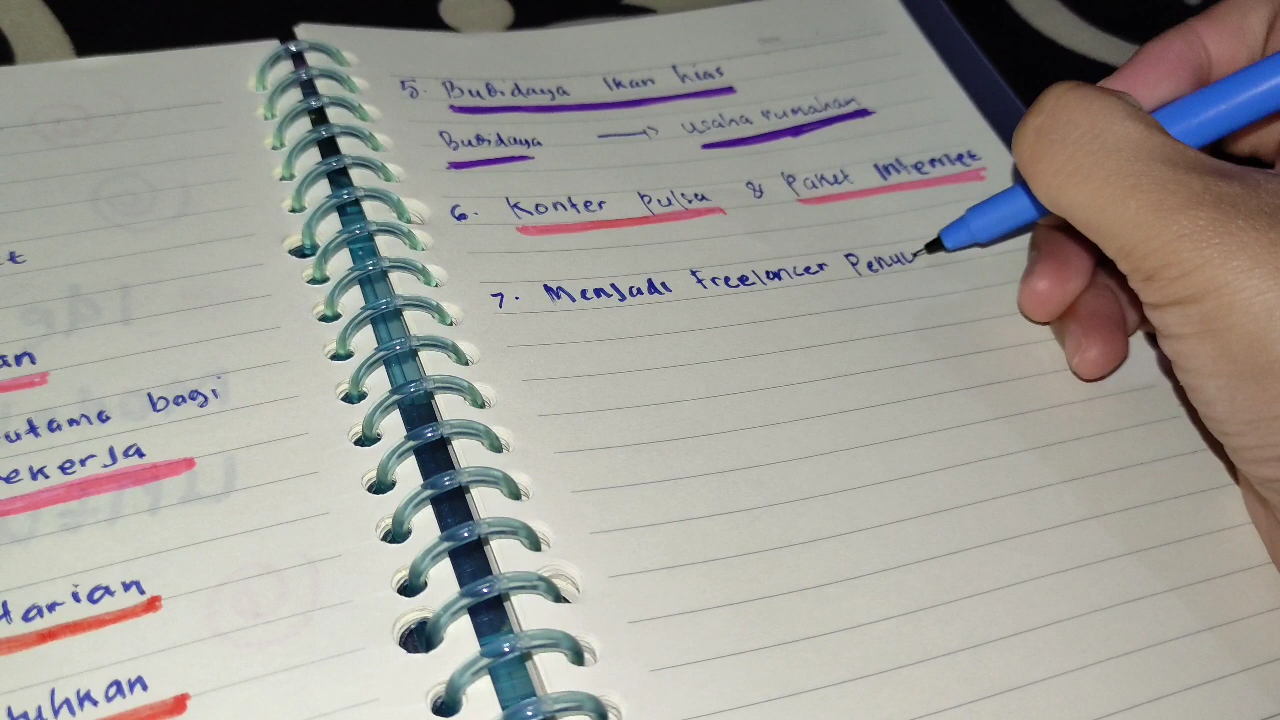 an
utama bagi
ekerja
Harian
uhkan
5. Budidaya Ikan hias
Budidaya → usaha rumahan
6. Konter Pulsa & Paket Internet
7. Menjadi Freelancer Penu